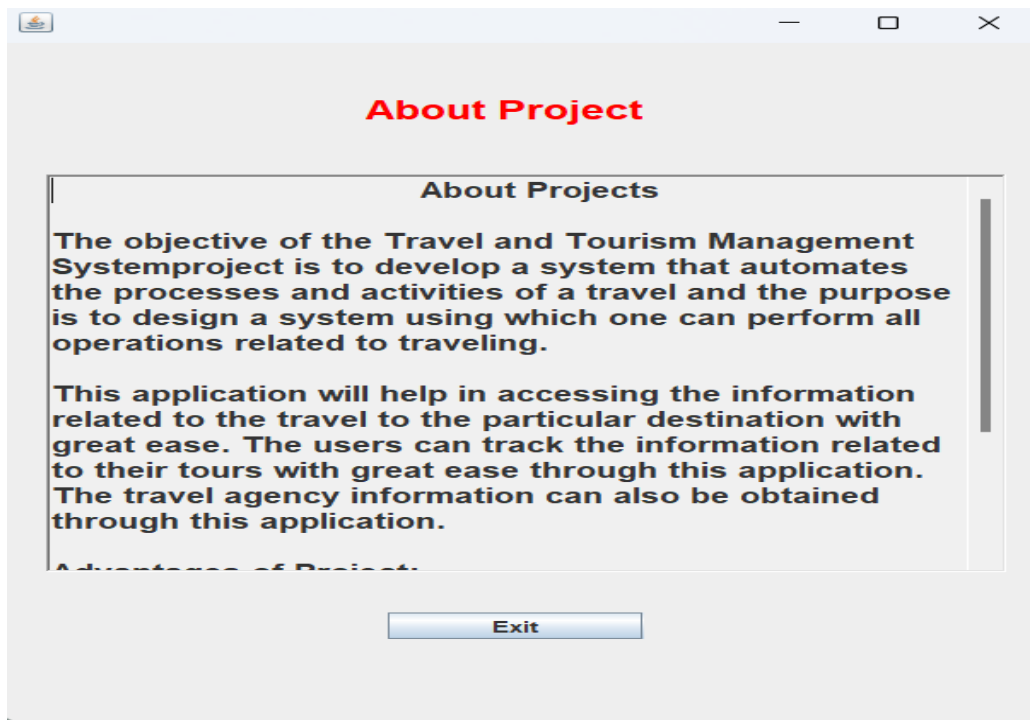 About Project
About Projects
The objective of the Travel and Tourism Management
Systemproject is to develop a system that automates
the processes and activities of a travel and the purpose
is to design a system using which one can perform all
operations related to traveling.
This application will help in accessing the information
related to the travel to the particular destination with
great ease. The users can track the information related
to their tours with great ease through this application.
The travel agency information can also be obtained
through this application.
Advantages of Project:
Exit